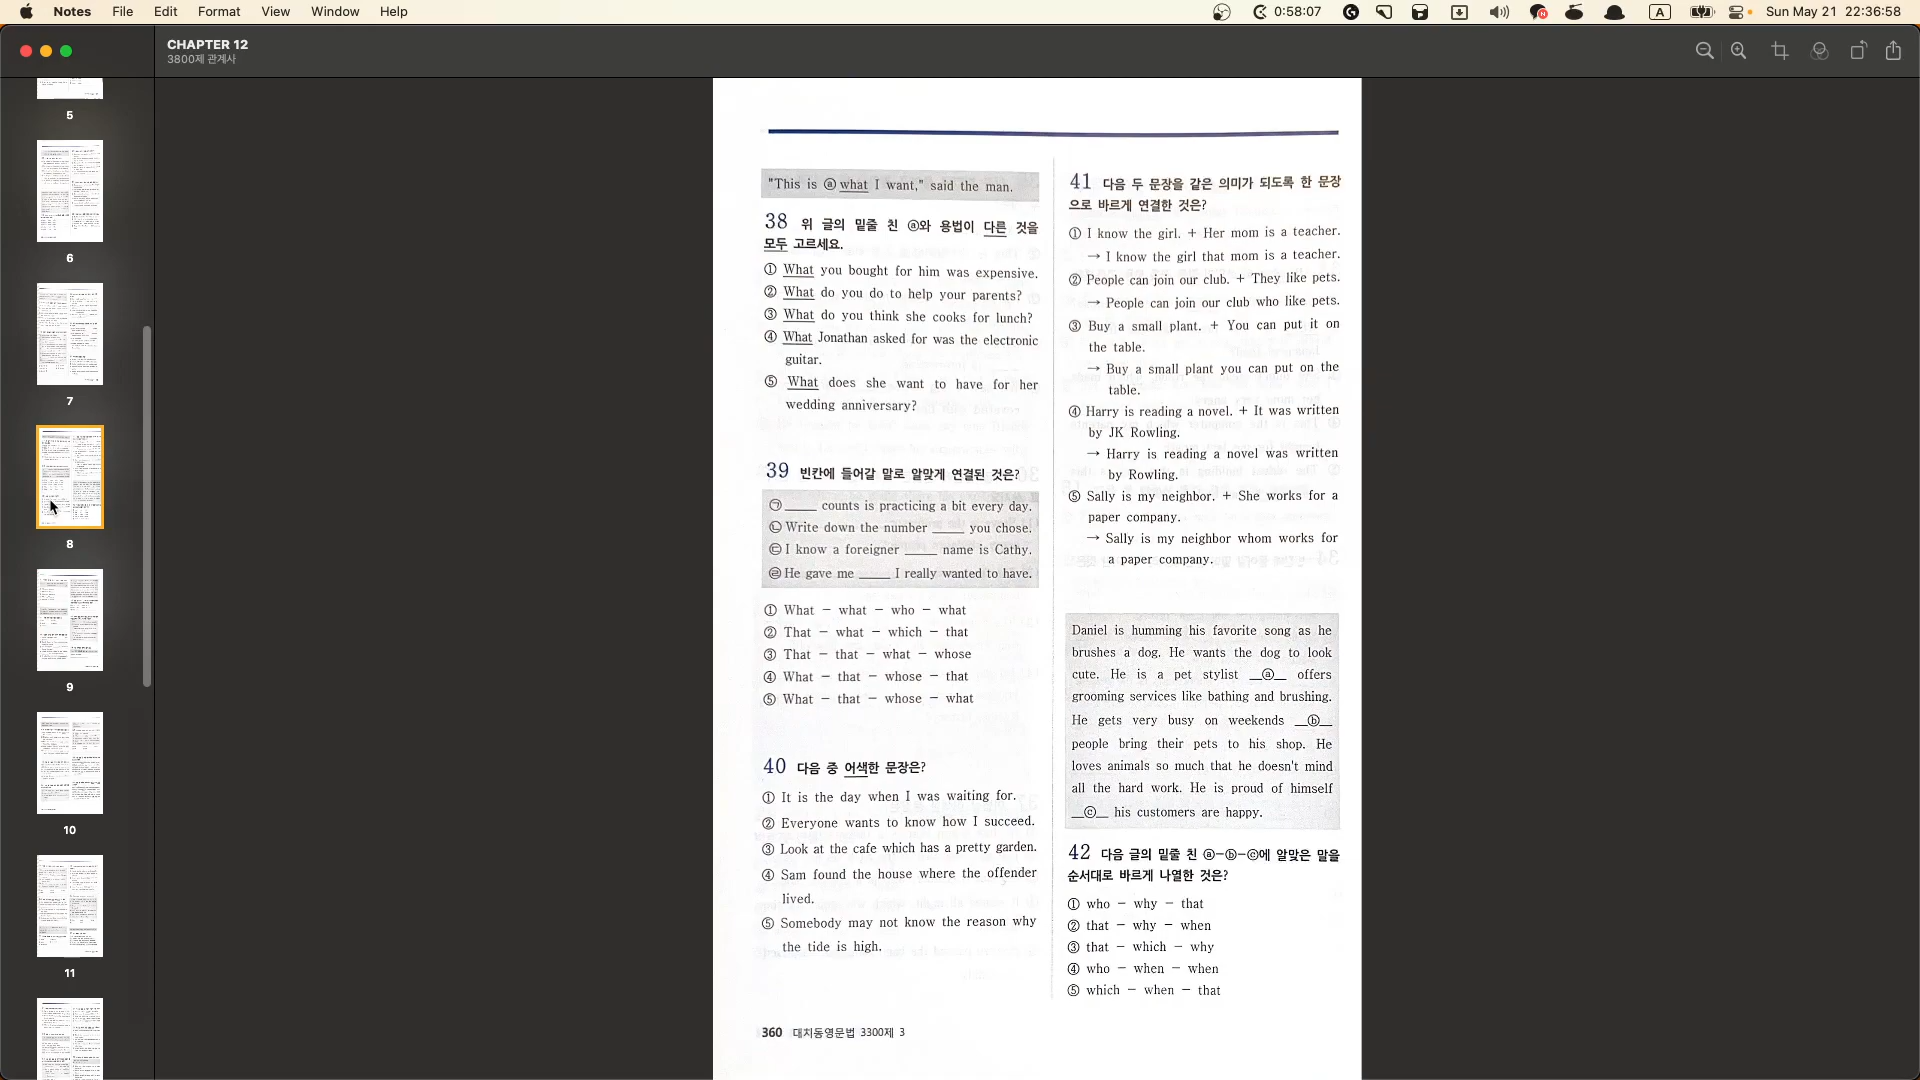 Notes File Edit Format View Window Help
0:58:07 A Sun May 21 22:36:58
CHAPTER 12
3800제 관계사
5
6
7
8
9
10
11
"This is ⓐ what I want," said the man.
38 위 글의 밑줄 친 ⓐ와 용법이 다른 것을
모두 고르세요.
① What you bought for him was expensive.
② What do you do to help your parents?
③ What do you think she cooks for lunch?
④ What Jonathan asked for was the electronic
guitar.
⑤ What does she want to have for her
wedding anniversary?
39 빈칸에 들어갈 말로 알맞게 연결된 것은?
㉠ ____ counts is practicing a bit every day.
㉡ Write down the number ____ you chose.
㉢ I know a foreigner ____ name is Cathy.
㉣ He gave me ____ I really wanted to have.
① What - what - who - what
② That - what - which - that
③ That - that - what - whose
④ What - that - whose - that
⑤ What - that - whose - what
40 다음 중 어색한 문장은?
① It is the day when I was waiting for.
② Everyone wants to know how I succeed.
③ Look at the cafe which has a pretty garden.
④ Sam found the house where the offender
lived.
⑤ Somebody may not know the reason why
the tide is high.
41 다음 두 문장을 같은 의미가 되도록 한 문장
으로 바르게 연결한 것은?
① I know the girl. + Her mom is a teacher.
→ I know the girl that mom is a teacher.
② People can join our club. + They like pets.
→ People can join our club who like pets.
③ Buy a small plant. + You can put it on
the table.
→ Buy a small plant you can put on the
table.
④ Harry is reading a novel. + It was written
by JK Rowling.
→ Harry is reading a novel was written
by Rowling.
⑤ Sally is my neighbor. + She works for a
paper company.
→ Sally is my neighbor whom works for
a paper company.
Daniel is humming his favorite song as he
brushes a dog. He wants the dog to look
cute. He is a pet stylist __ⓐ__ offers
grooming services like bathing and brushing.
He gets very busy on weekends __ⓑ__
people bring their pets to his shop. He
loves animals so much that he doesn't mind
all the hard work. He is proud of himself
__ⓒ__ his customers are happy.
42 다음 글의 밑줄 친 ⓐ-ⓑ-ⓒ에 알맞은 말을
순서대로 바르게 나열한 것은?
① who - why - that
② that - why - when
③ that - which - why
④ who - when - when
⑤ which - when - that
360 대치동영문법 3300제 3